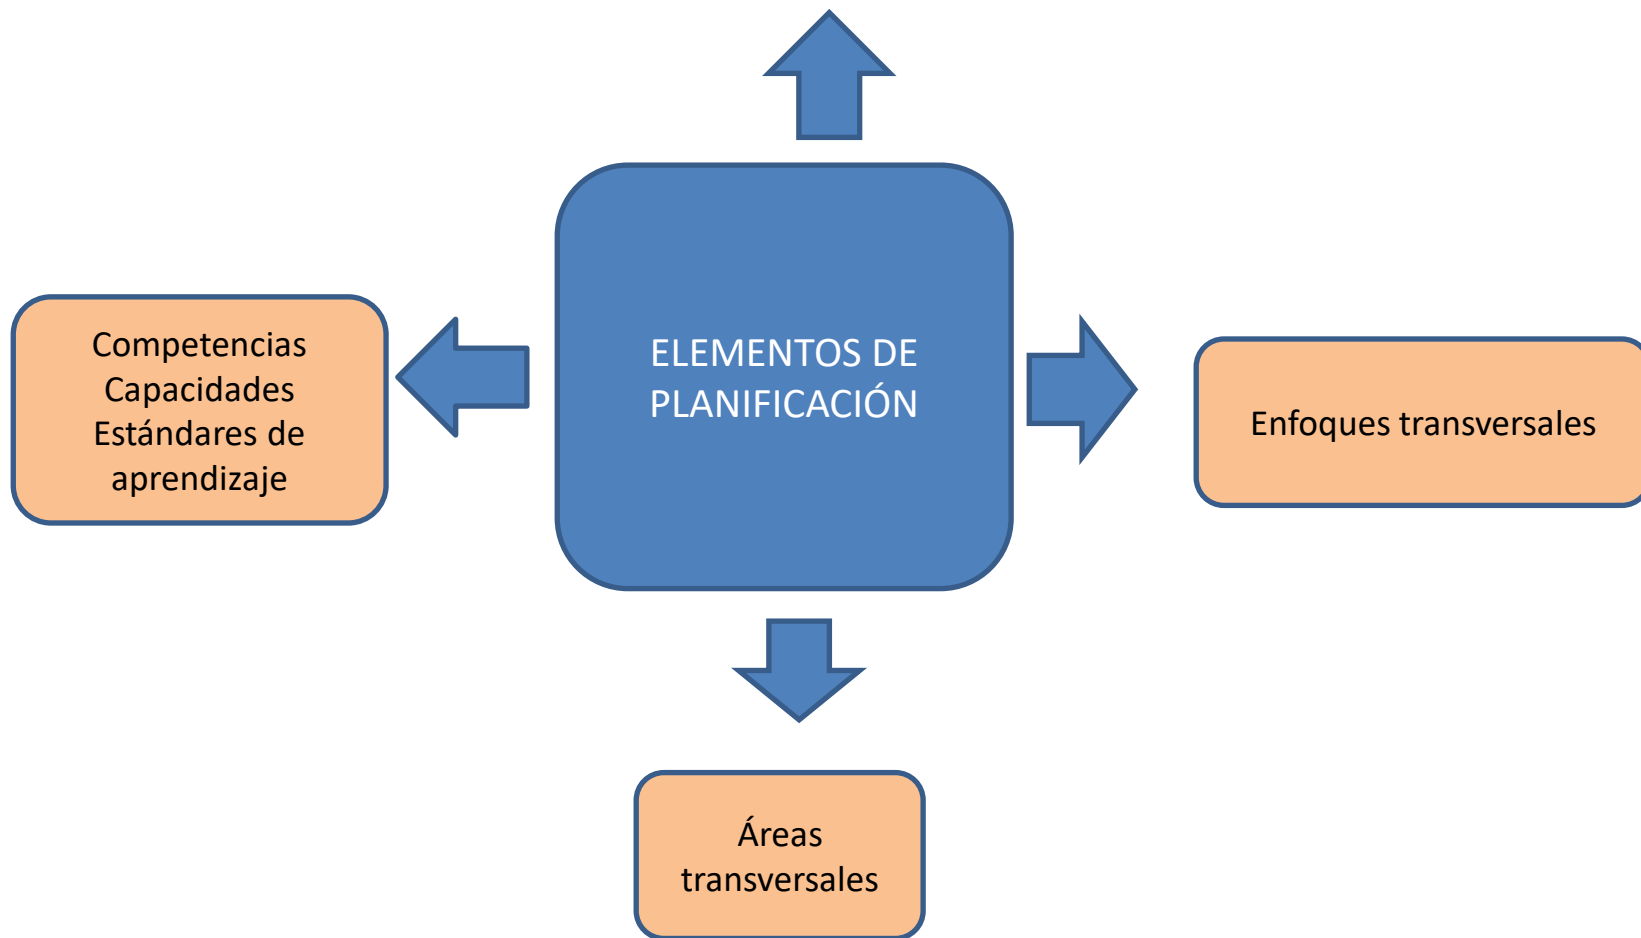 ELEMENTOS DE
PLANIFICACIÓN
Competencias
Capacidades
Estándares de
aprendizaje
Enfoques transversales
Áreas
transversales